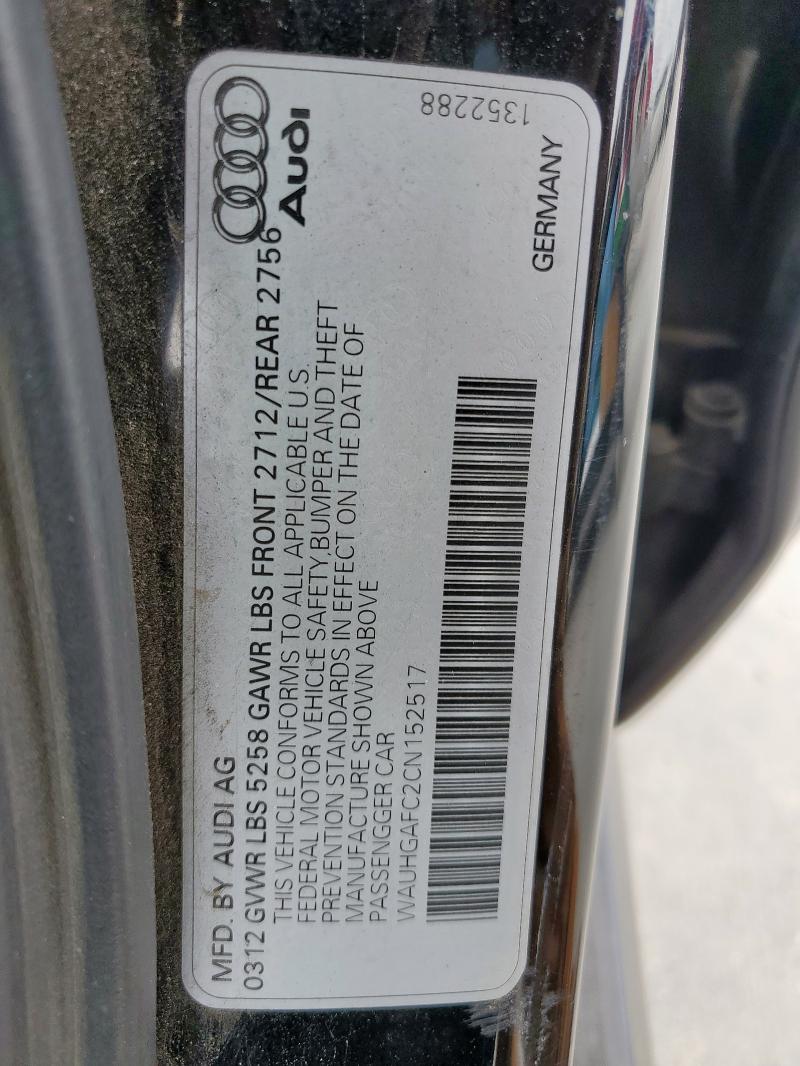 MFD. BY AUDI AG
0312 GVWR LBS 5258 GAWR LBS FRONT 2712/REAR 2756
THIS VEHICLE CONFORMS TO ALL APPLICABLE U.S.
FEDERAL MOTOR VEHICLE SAFETY,BUMPER AND THEFT
PREVENTION STANDARDS IN EFFECT ON THE DATE OF
MANUFACTURE SHOWN ABOVE
PASSENGGER CAR
WAUHGAFC2CN152517
Audi
GERMANY
1352288